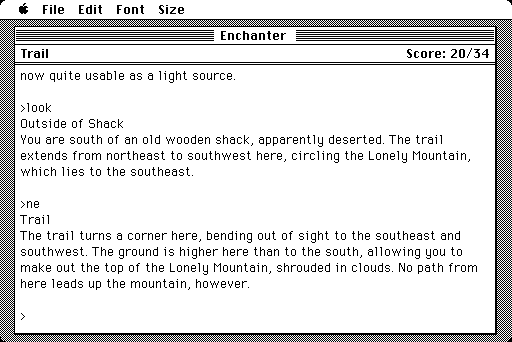 File Edit Font Size
Enchanter
Trail Score: 20/34
now quite usable as a light source.
>look
Outside of Shack
You are south of an old wooden shack, apparently deserted. The trail
extends from northeast to southwest here, circling the Lonely Mountain,
which lies to the southeast.
>ne
Trail
The trail turns a corner here, bending out of sight to the southeast and
southwest. The ground is higher here than to the south, allowing you to
make out the top of the Lonely Mountain, shrouded in clouds. No path from
here leads up the mountain, however.
>